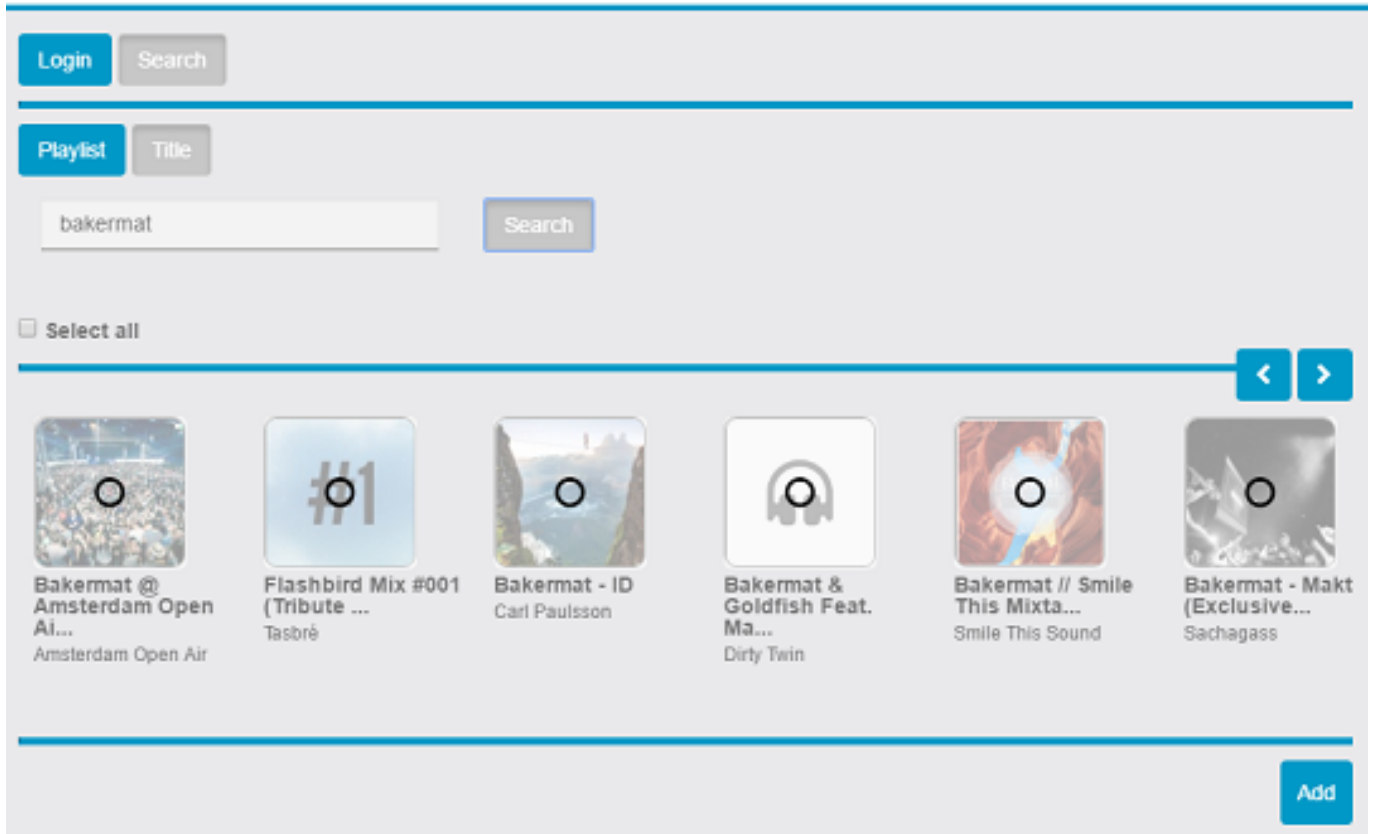 Login Search
Playlist Title
bakermat Search
Select all
#1
Bakermat @
Amsterdam Open
Ai...
Amsterdam Open Air
Flashbird Mix #001
(Tribute ...
Tasbré
Bakermat - ID
Carl Paulsson
Bakermat &
Goldfish Feat.
Ma...
Dirty Twin
Bakermat // Smile
This Mixta...
Smile This Sound
Bakermat - Makt
(Exclusive...
Sachagass
Add